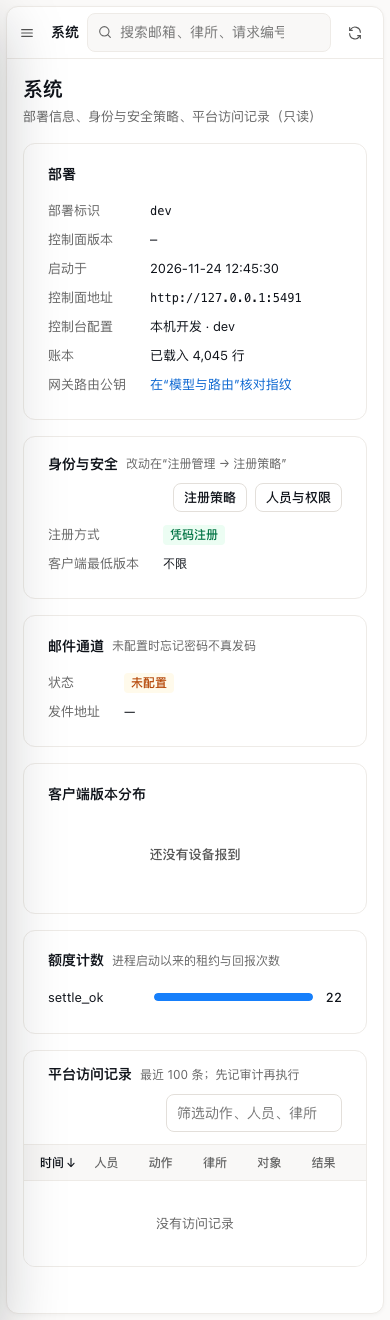 系统 搜索邮箱、律所、请求编号
系统
部署信息、身份与安全策略、平台访问记录（只读）
部署
部署标识 dev
控制面版本 —
启动于 2026-11-24 12:45:30
控制面地址 http://127.0.0.1:5491
控制台配置 本机开发 · dev
账本 已载入 4,045 行
网关路由公钥 在“模型与路由”核对指纹
身份与安全 改动在“注册管理 → 注册策略”
注册策略 人员与权限
注册方式 凭码注册
客户端最低版本 不限
邮件通道 未配置时忘记密码不真发码
状态 未配置
发件地址 —
客户端版本分布
还没有设备报到
额度计数 进程启动以来的租约与回报次数
settle_ok 22
平台访问记录 最近 100 条；先记审计再执行
筛选动作、人员、律所
时间↓ 人员 动作 律所 对象 结果
没有访问记录